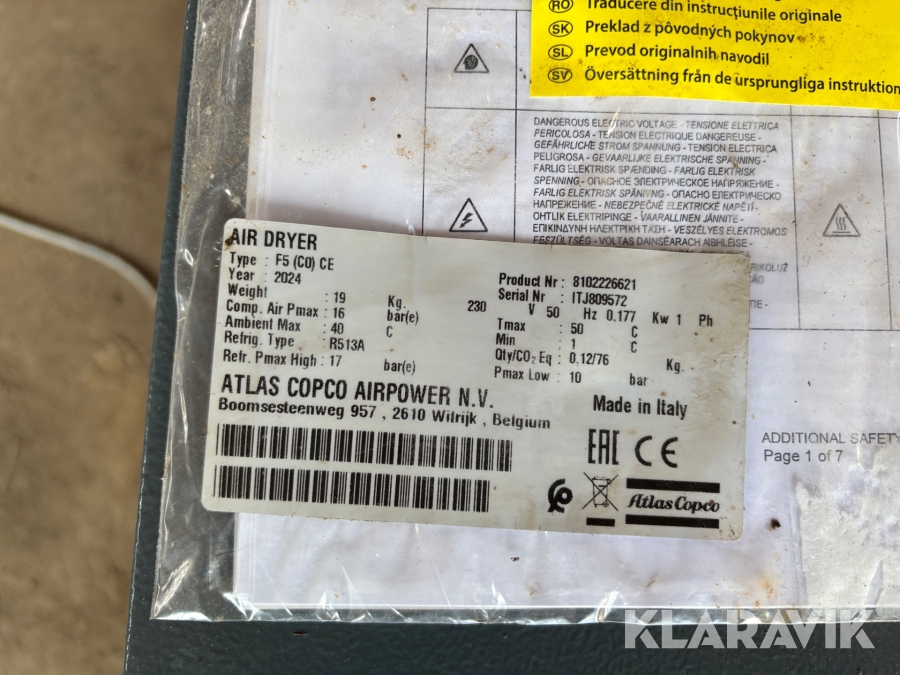 RO Traducere din instrucțiunile originale
SK Preklad z pôvodných pokynov
SL Prevod originalnih navodil
SV Översättning från de ursprungliga instruktion
DANGEROUS ELECTRIC VOLTAGE - TENSIONE ELETTRICA
PERICOLOSA - TENSION ELECTRIQUE DANGEREUSE -
GEFÄHRLICHE STROM SPANNUNG - TENSION ELECTRICA
PELIGROSA - GEVAARLIJKE ELEKTRISCHE SPANNING -
FARLIG ELEKTRISK SPÆNDING - FARLIG ELEKTRISK
SPENNING - ОПАСНОЕ ЭЛЕКТРИЧЕСКОЕ НАПРЯЖЕНИЕ -
FARLIG ELEKTRISK SPÄNING - ОПАСНО ЕЛЕКТРИЧЕСКО
НАПРЕЖЕНИЕ - NEBEZPEČNÉ ELEKTRICKÉ NAPĚTÍ -
OHTLIK ELEKTRIPINGE - VAARALLINEN JÄNNITE -
ΕΠΙΚΙΝΔΥΝΗ ΗΛΕΚΤΡΙΚΗ ΤΑΣΗ - VESZÉLYES ELEKTROMOS
FESZÜLTSÉG - VOLTAS DAINSÉARACH AIBHLÉISE -
AIR DRYER
Type : F5 (CO) CE
Year : 2024
Product Nr : 8102226621
Weight : 19 Kg.
Serial Nr : ITJ809572
Comp. Air Pmax : 16 bar(e)
230 V 50 Hz 0.177 Kw 1 Ph
Ambient Max : 40 C
Tmax : 50 C
Min : 1 C
Refrig. Type : R513A
Qty/CO2 Eq : 0.12/76 Kg.
Refr. Pmax High : 17 bar(e)
Pmax Low : 10 bar
ATLAS COPCO AIRPOWER N.V.
Boomsesteenweg 957 , 2610 Wilrijk , Belgium
Made in Italy
EAC CE
Atlas Copco
ADDITIONAL SAFETY
Page 1 of 7
KLARAVIK